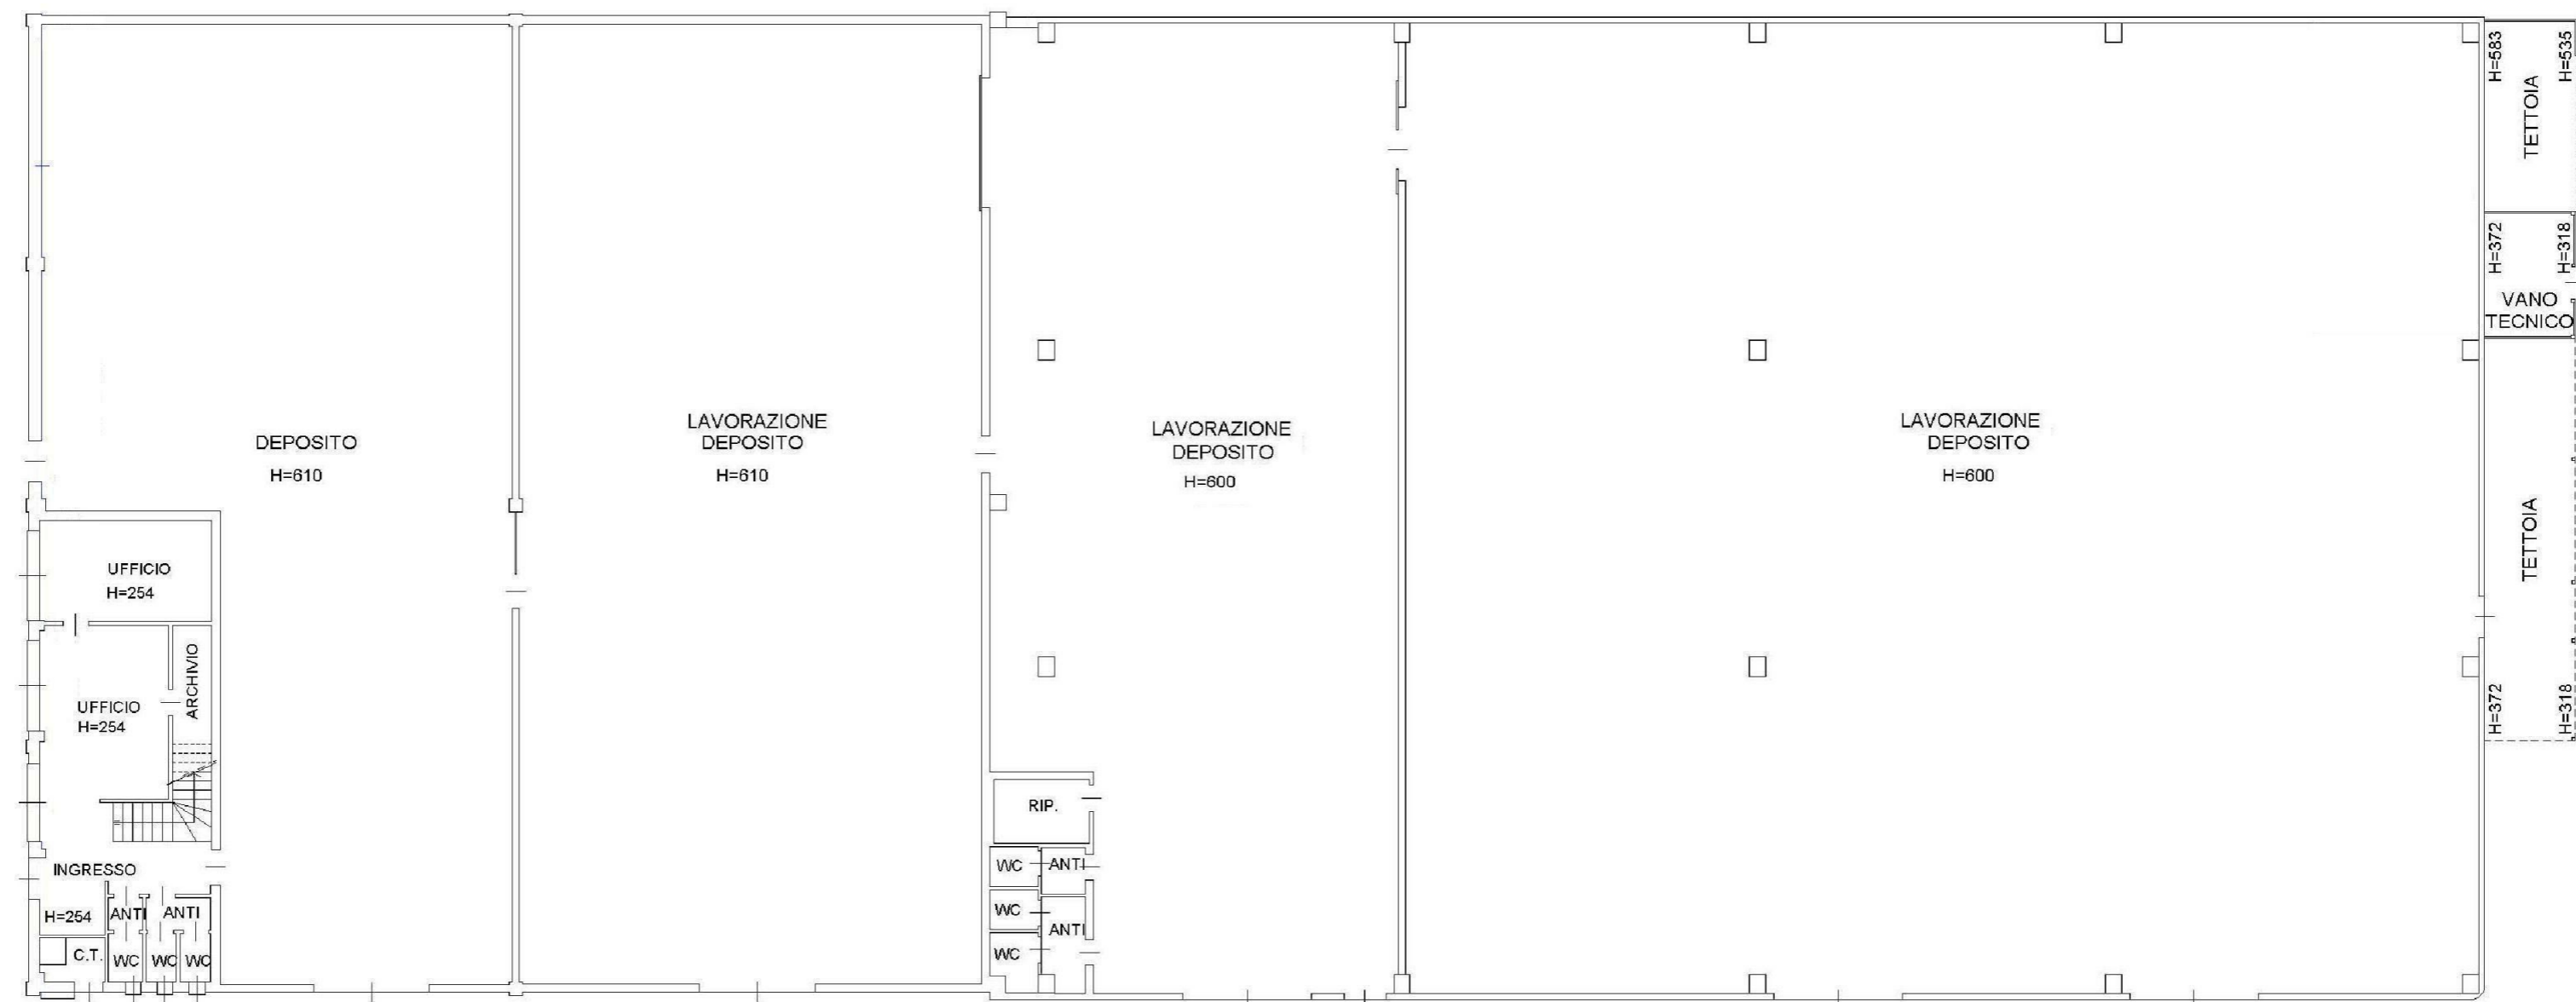 DEPOSITO
H=610
LAVORAZIONE
DEPOSITO
H=610
LAVORAZIONE
DEPOSITO
H=600
LAVORAZIONE
DEPOSITO
H=600
H=583
H=535
TETTOIA
H=372
H=318
VANO
TECNICO
TETTOIA
H=372
H=318
UFFICIO
H=254
ARCHIVIO
UFFICIO
H=254
INGRESSO
H=254
ANTI
ANTI
C.T.
WC
WC
WC
RIP.
WC
ANTI
WC
ANTI
WC